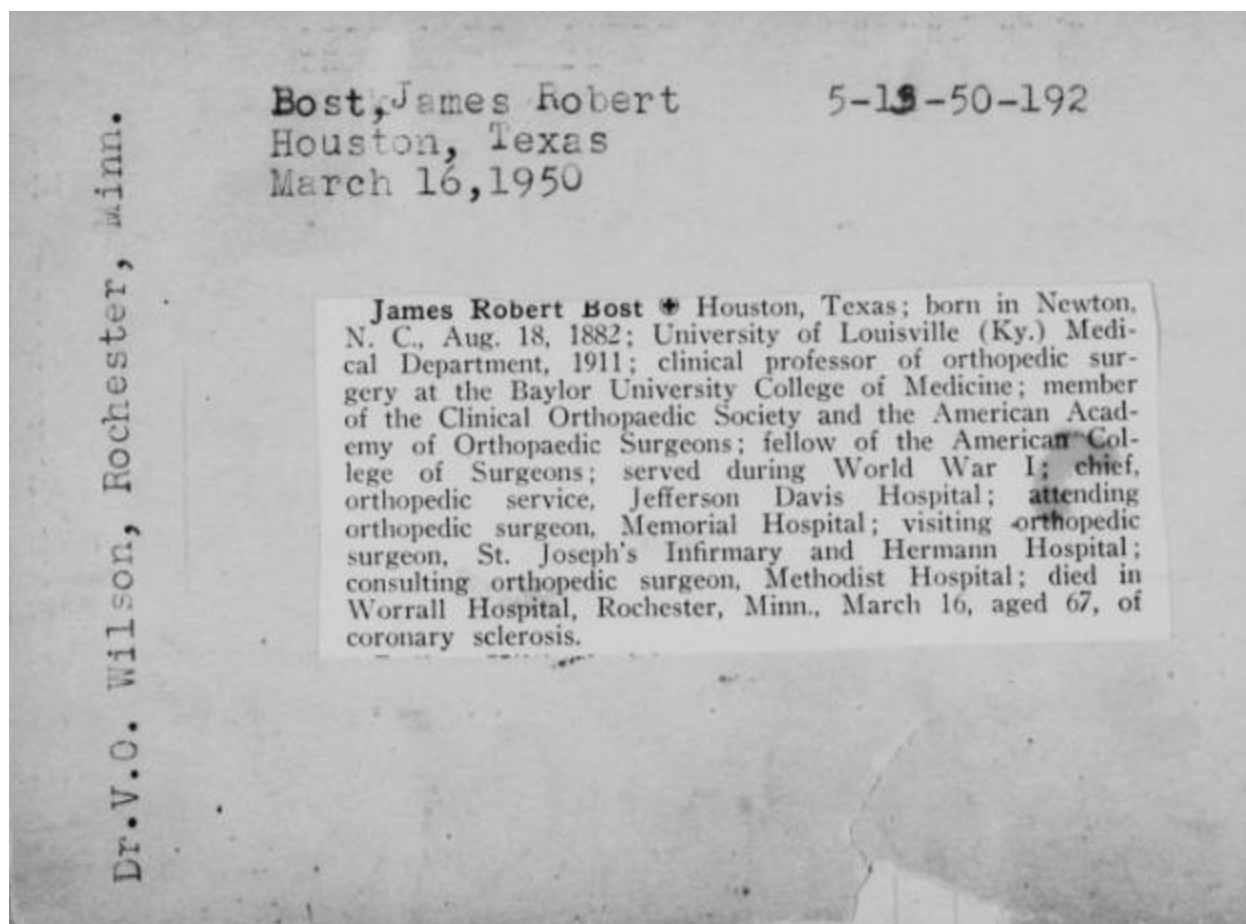 Bost, James Robert 5-13-50-192
Houston, Texas
March 16,1950
James Robert Bost ✠ Houston, Texas; born in Newton,
N. C., Aug. 18, 1882; University of Louisville (Ky.) Medi-
cal Department, 1911; clinical professor of orthopedic sur-
gery at the Baylor University College of Medicine; member
of the Clinical Orthopaedic Society and the American Acad-
emy of Orthopaedic Surgeons; fellow of the American Col-
lege of Surgeons; served during World War I; chief,
orthopedic service, Jefferson Davis Hospital; attending
orthopedic surgeon, Memorial Hospital; visiting orthopedic
surgeon, St. Joseph's Infirmary and Hermann Hospital;
consulting orthopedic surgeon, Methodist Hospital; died in
Worrall Hospital, Rochester, Minn., March 16, aged 67, of
coronary sclerosis.
Dr.V.O. Wilson, Rochester, Minn.